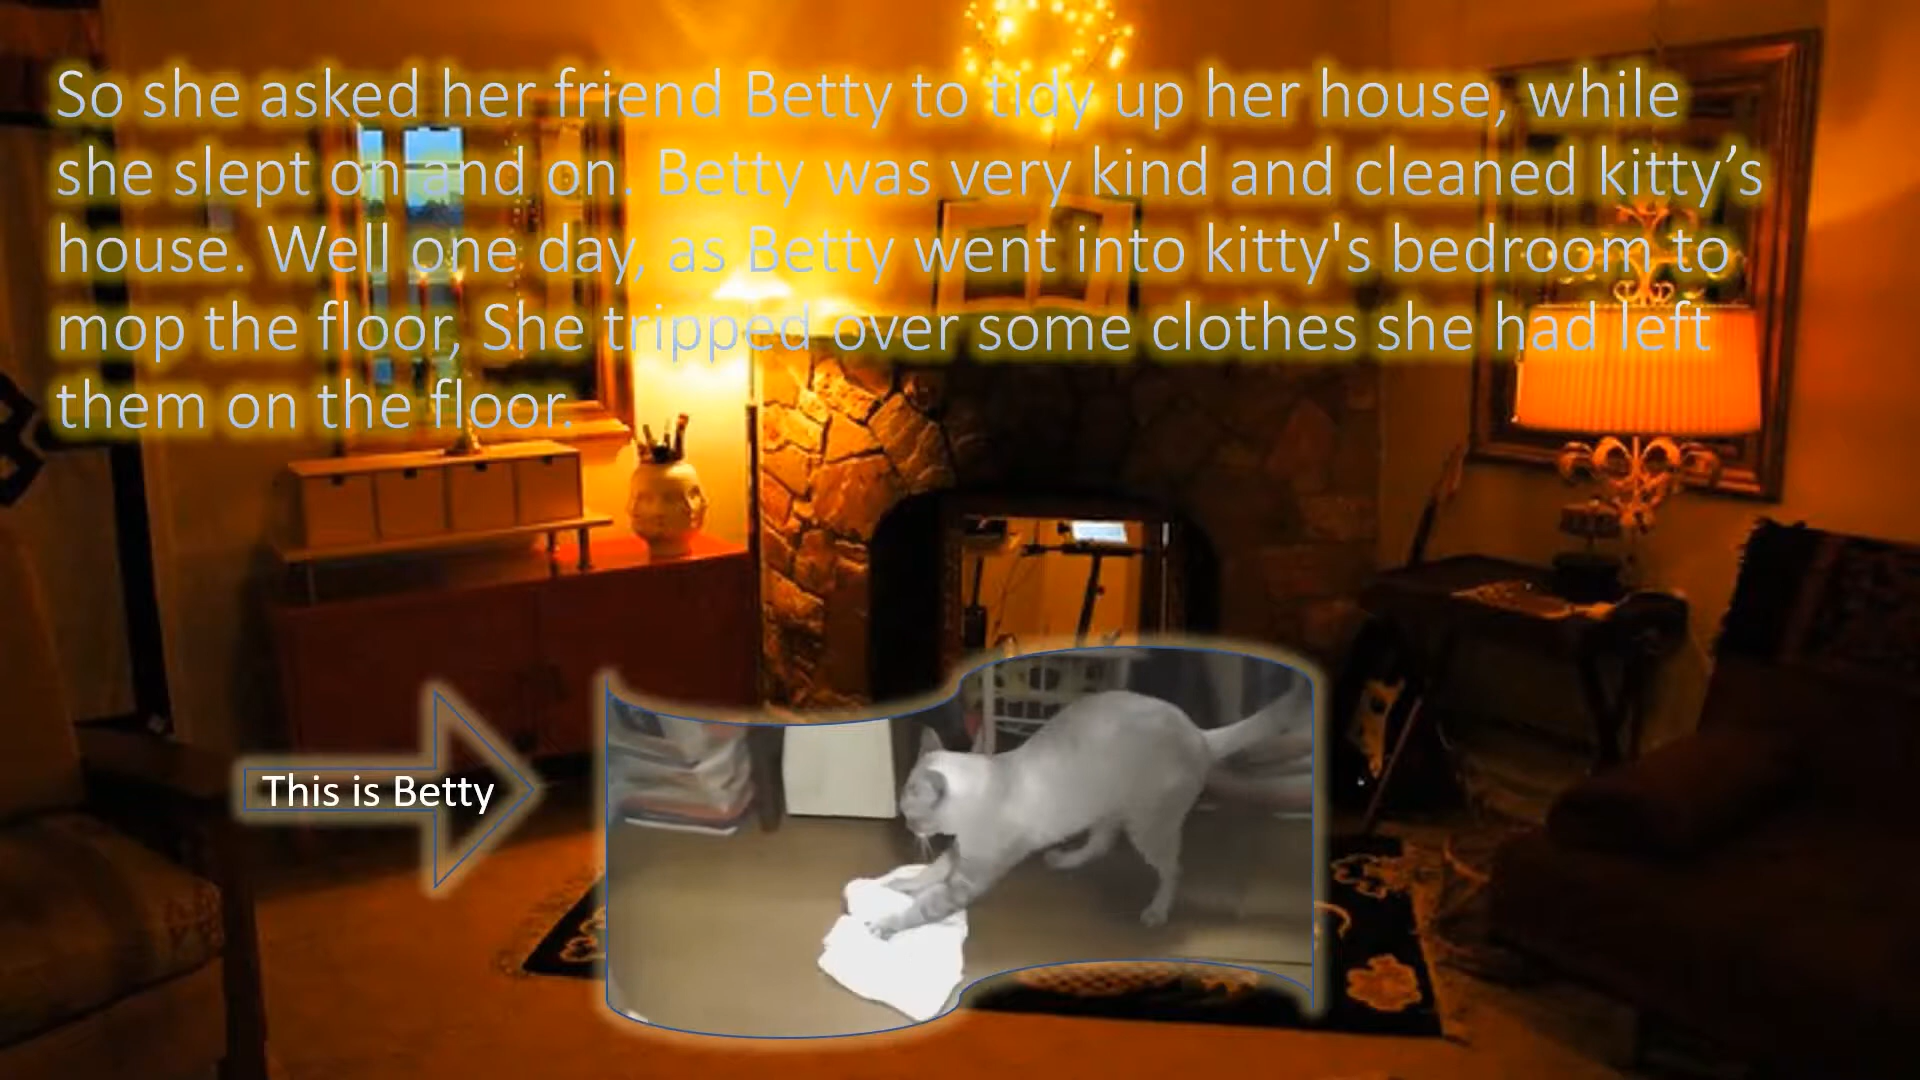 So she asked her friend Betty to tidy up her house, while
she slept on and on. Betty was very kind and cleaned kitty’s
house. Well one day, as Betty went into kitty's bedroom to
mop the floor, She tripped over some clothes she had left
them on the floor.
This is Betty